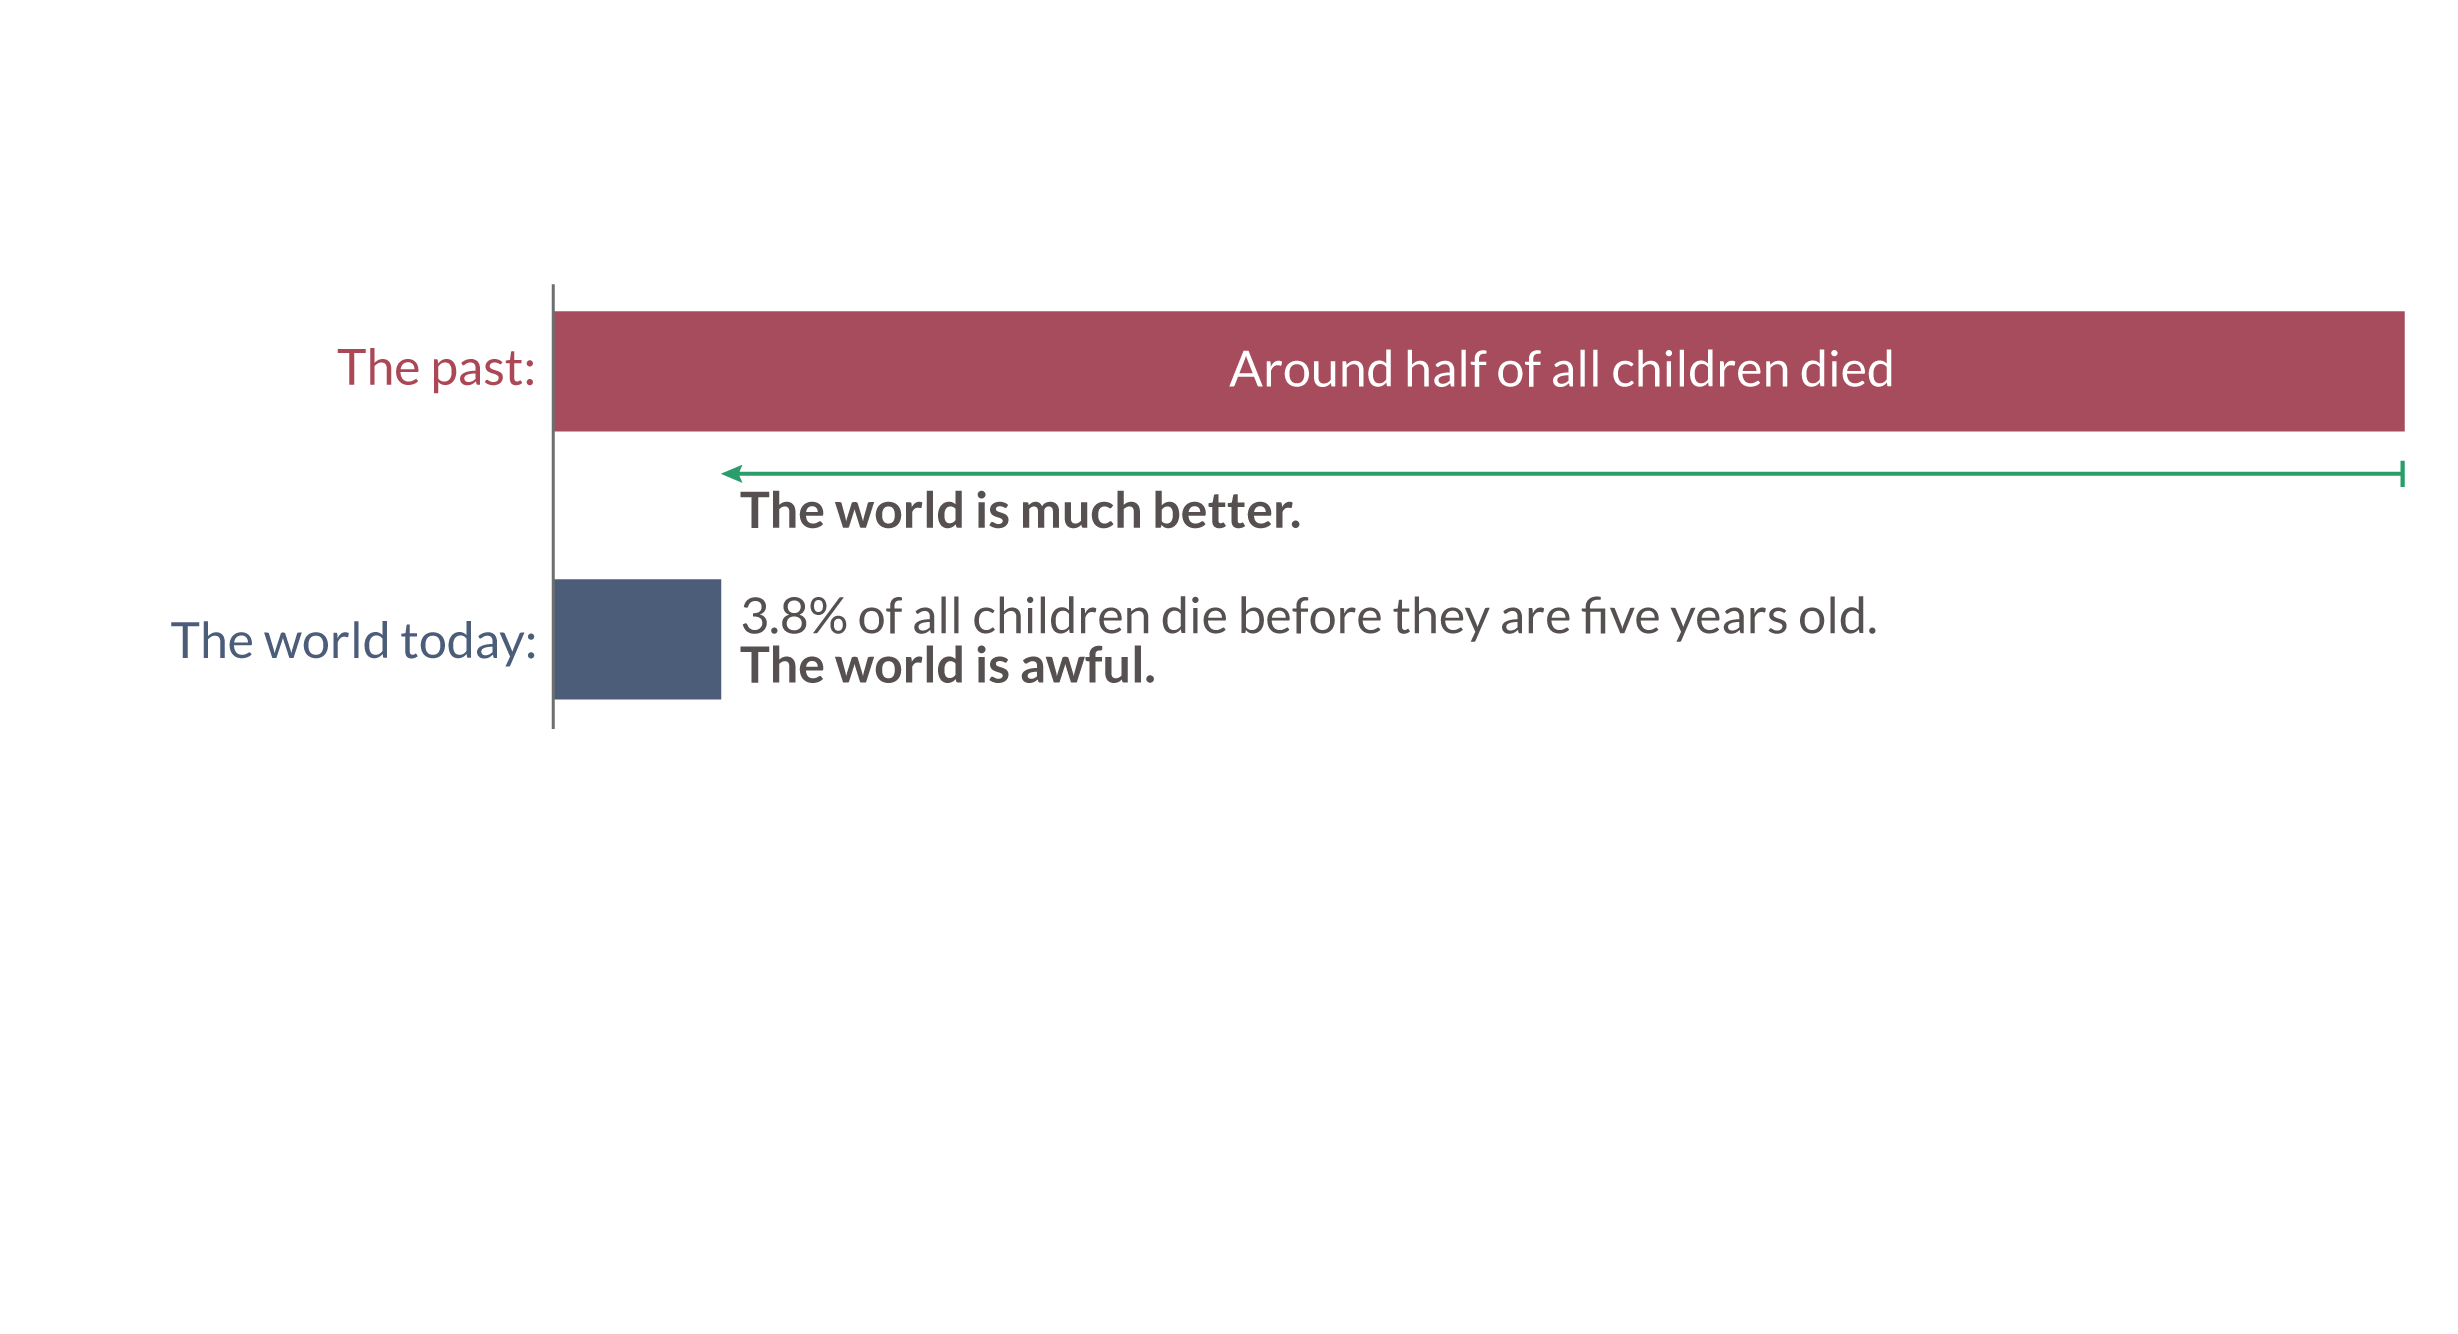 The past:
Around half of all children died
The world is much better.
The world today:
3.8% of all children die before they are five years old.
The world is awful.